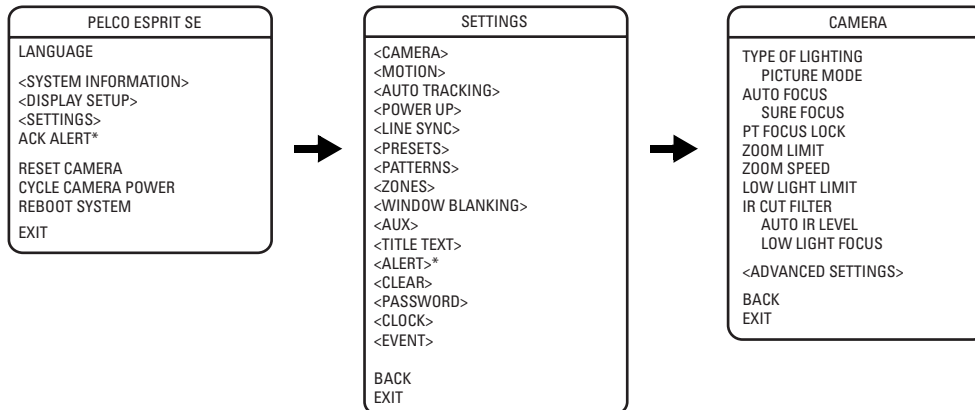 PELCO ESPRIT SE
LANGUAGE
<SYSTEM INFORMATION>
<DISPLAY SETUP>
<SETTINGS>
ACK ALERT*
RESET CAMERA
CYCLE CAMERA POWER
REBOOT SYSTEM
EXIT
SETTINGS
<CAMERA>
<MOTION>
<AUTO TRACKING>
<POWER UP>
<LINE SYNC>
<PRESETS>
<PATTERNS>
<ZONES>
<WINDOW BLANKING>
<AUX>
<TITLE TEXT>
<ALERT>*
<CLEAR>
<PASSWORD>
<CLOCK>
<EVENT>
BACK
EXIT
CAMERA
TYPE OF LIGHTING
PICTURE MODE
AUTO FOCUS
SURE FOCUS
PT FOCUS LOCK
ZOOM LIMIT
ZOOM SPEED
LOW LIGHT LIMIT
IR CUT FILTER
AUTO IR LEVEL
LOW LIGHT FOCUS
<ADVANCED SETTINGS>
BACK
EXIT